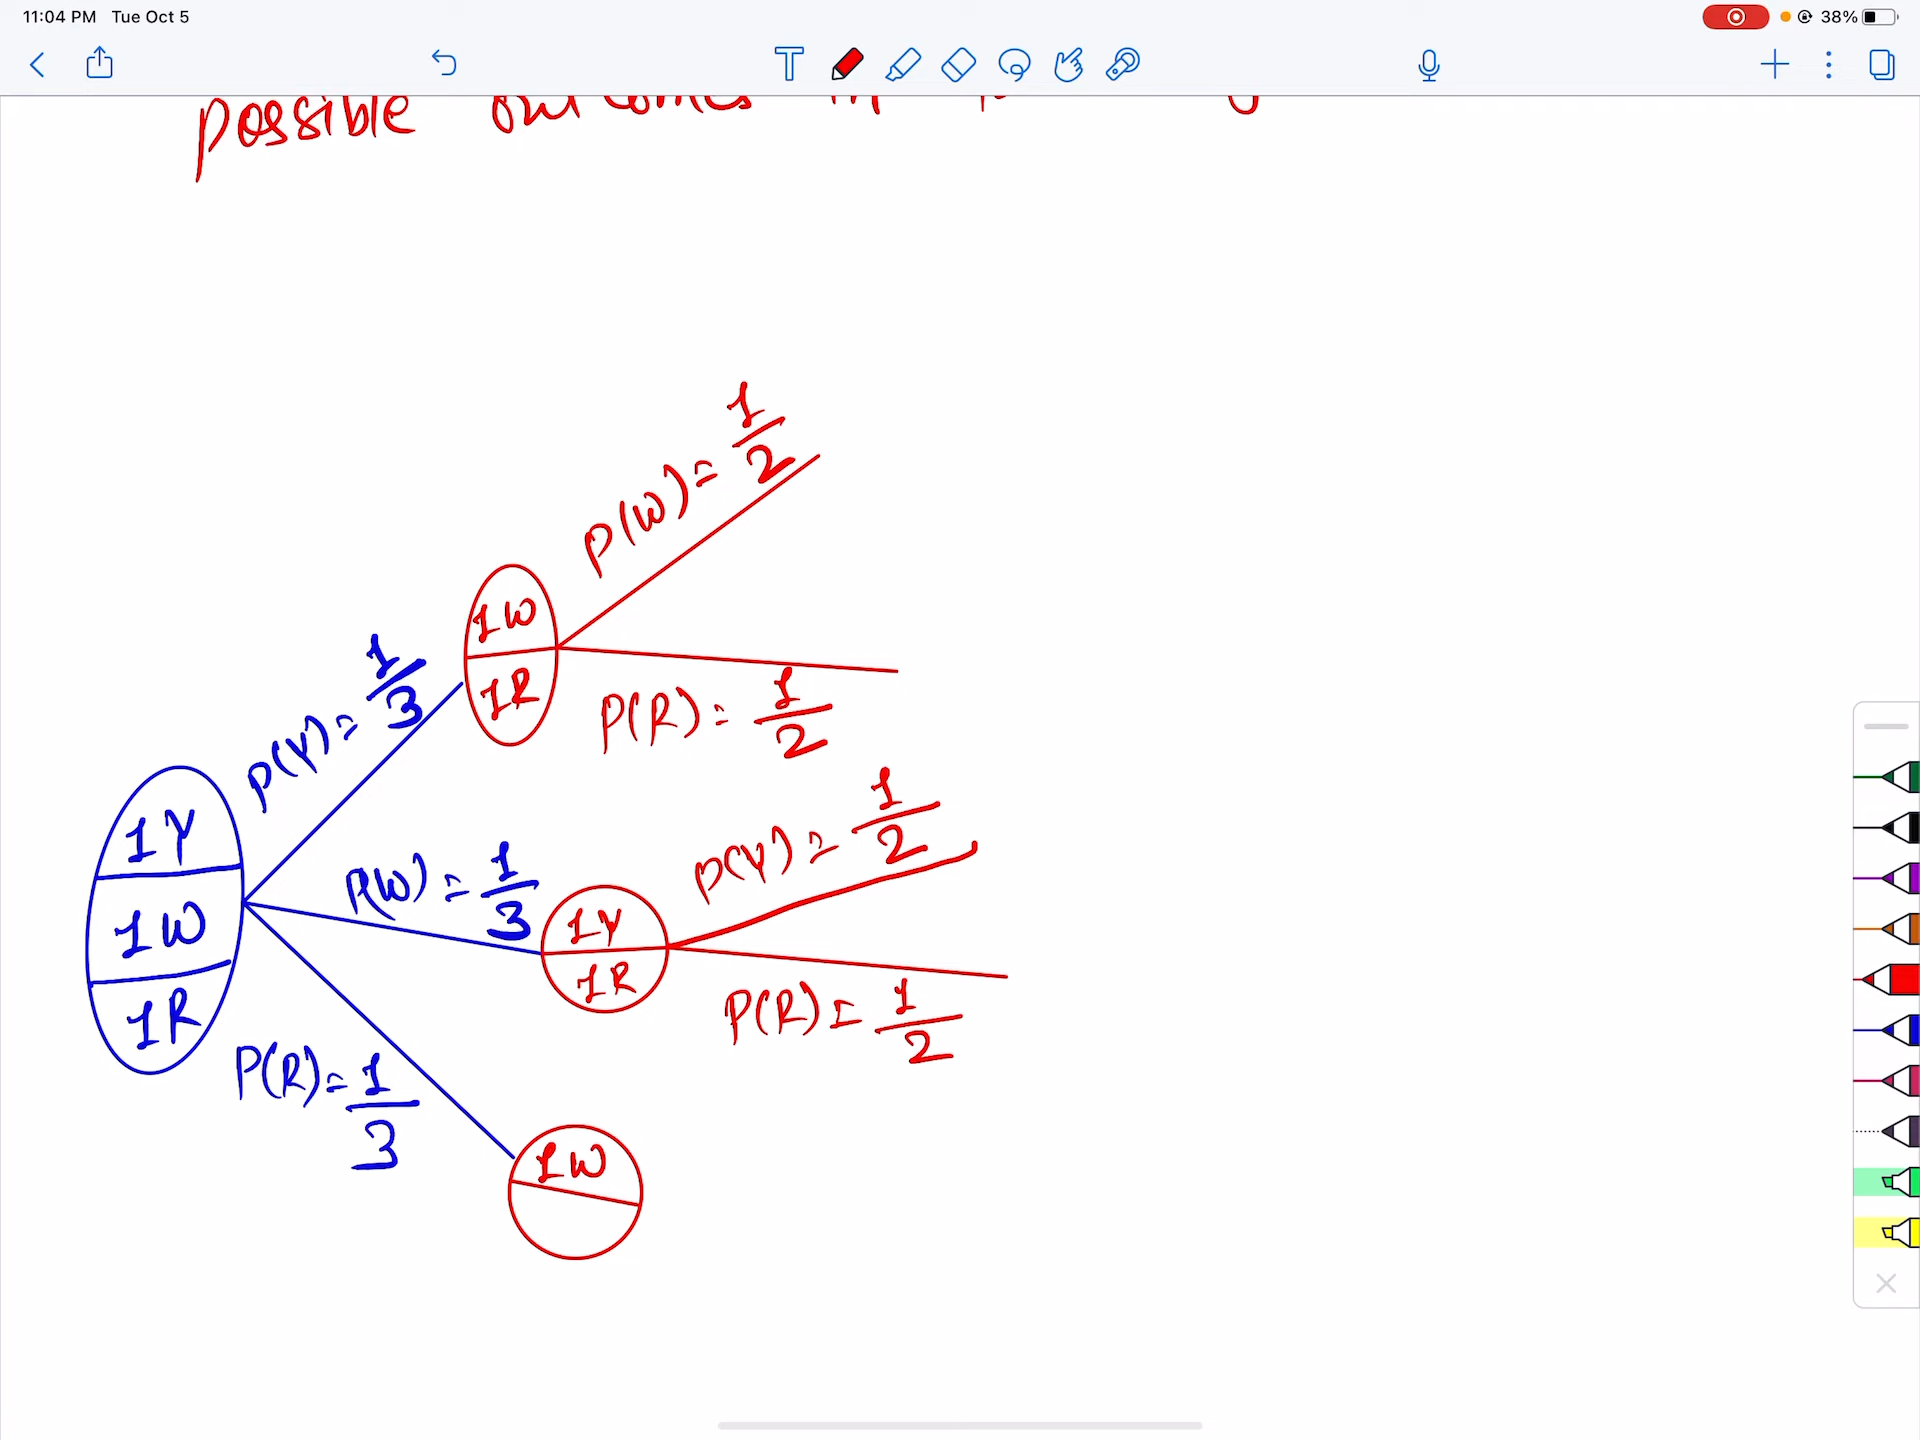 11:04 PM Tue Oct 5
38%
T
possible outcomes
P(W) = 1/2
1W
1R
P(R) = 1/2
P(Y) = 1/3
1Y
1W
1R
P(W) = 1/3
1Y
1R
P(Y) = 1/2
P(R) = 1/2
P(R) = 1/3
1W